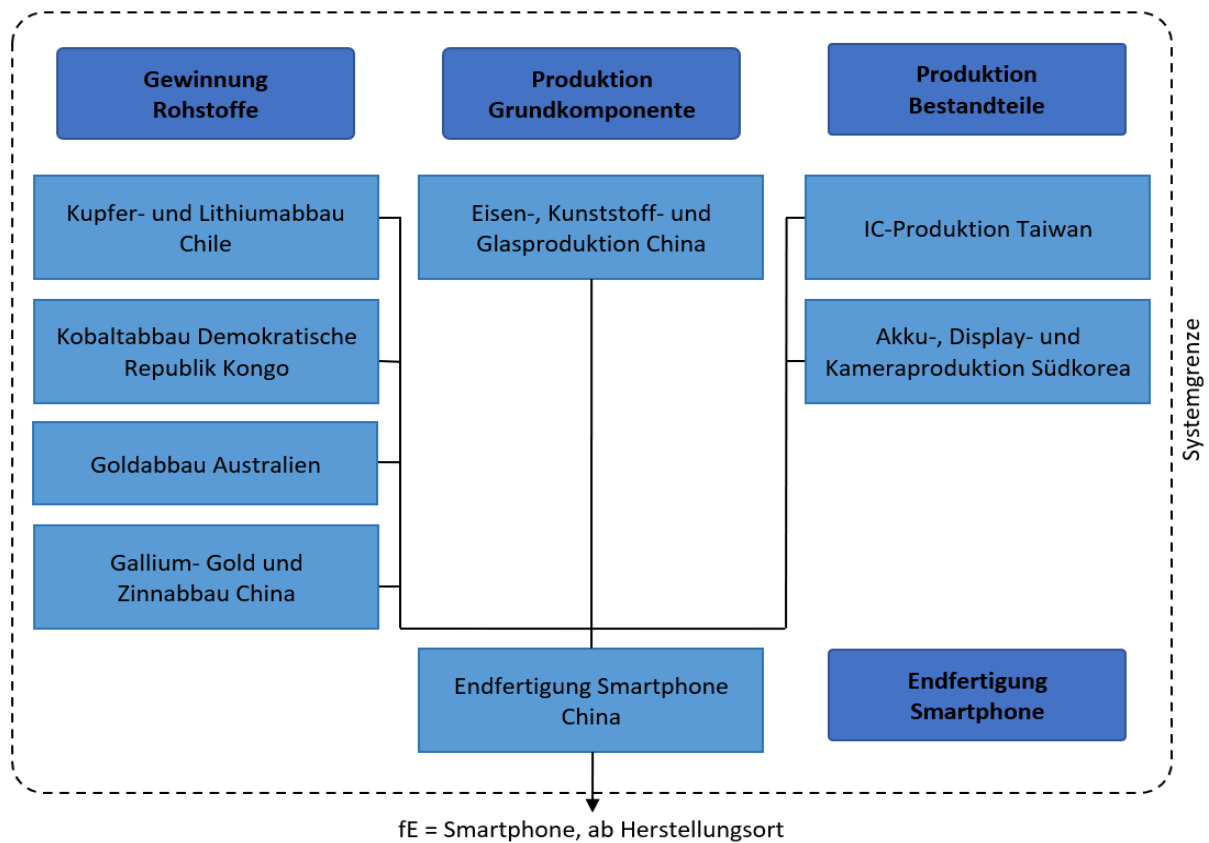 Gewinnung
Rohstoffe
Produktion
Grundkomponente
Produktion
Bestandteile
Kupfer- und Lithiumabbau
Chile
Kobaltabbau Demokratische
Republik Kongo
Goldabbau Australien
Gallium- Gold und
Zinnabbau China
Eisen-, Kunststoff- und
Glasproduktion China
IC-Produktion Taiwan
Akku-, Display- und
Kameraproduktion Südkorea
Systemgrenze
Endfertigung Smartphone
China
Endfertigung
Smartphone
fE = Smartphone, ab Herstellungsort